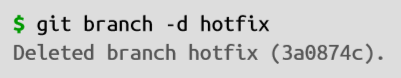 $ git branch -d hotfix
Deleted branch hotfix (3a0874c).